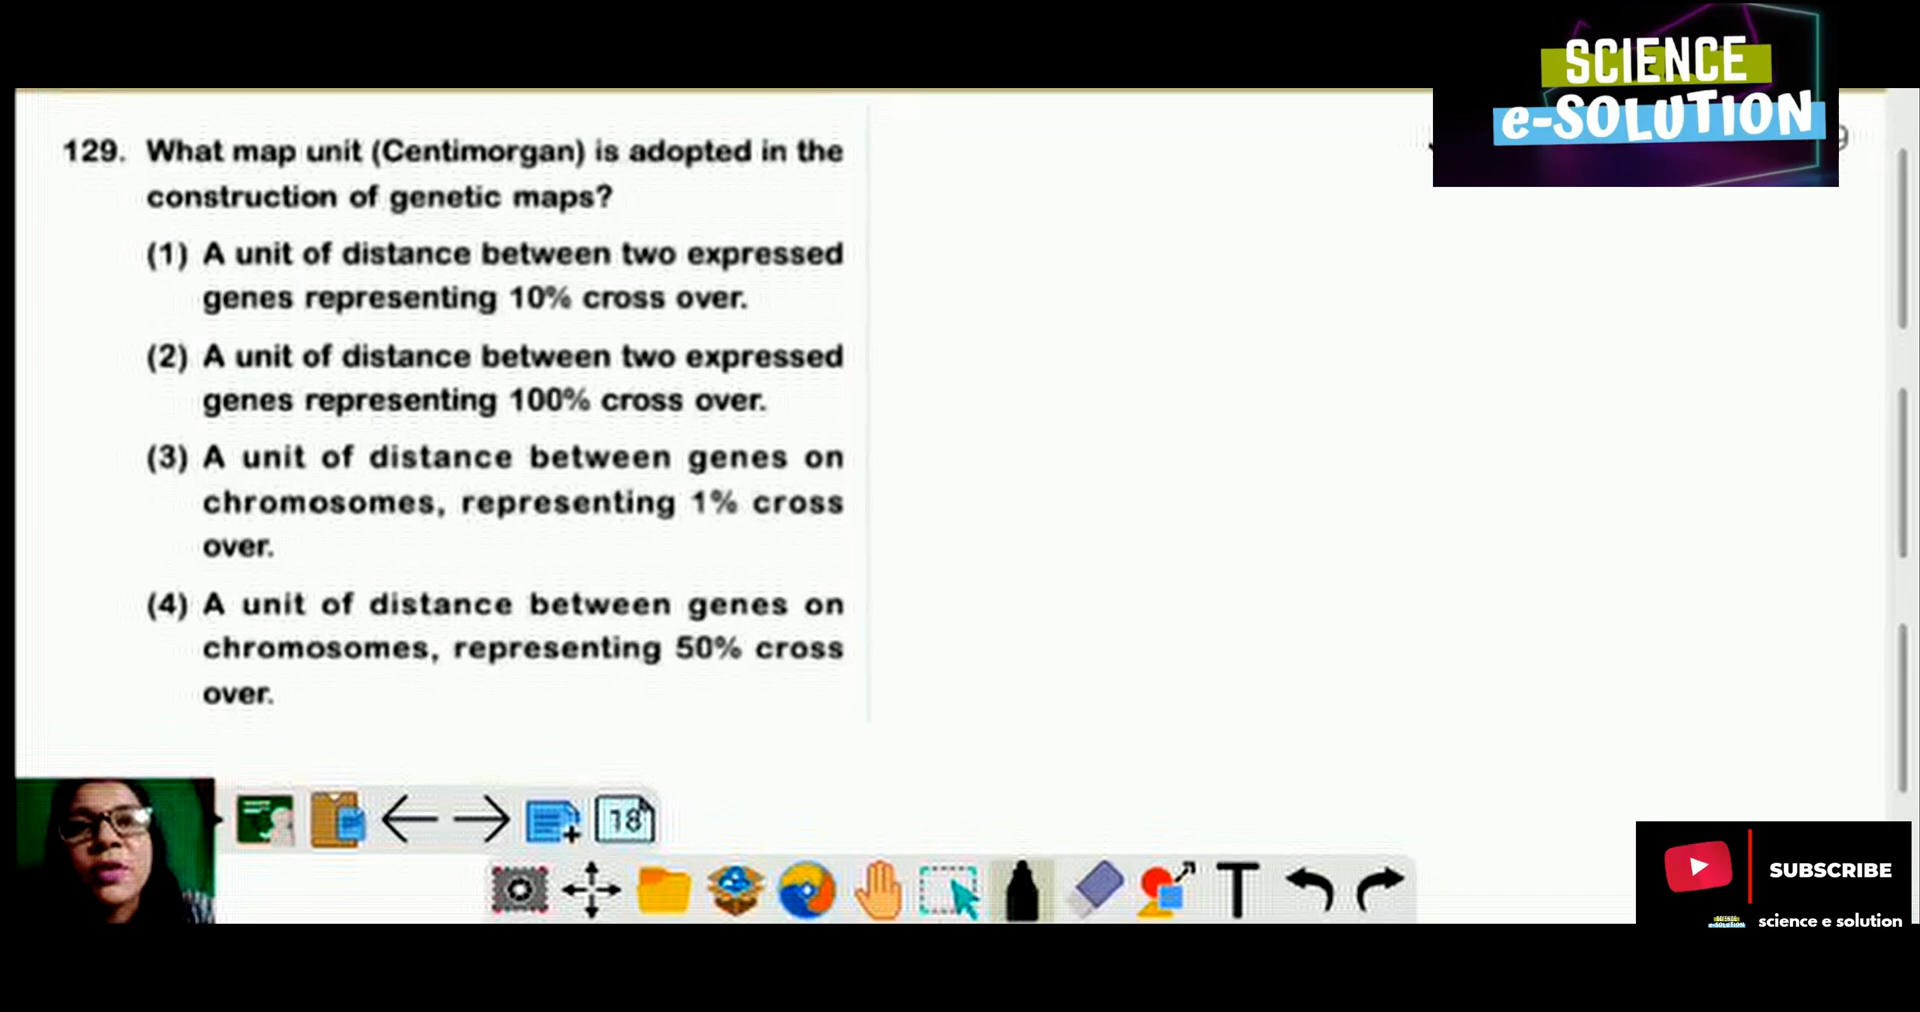 SCIENCE
e-SOLUTION
129. What map unit (Centimorgan) is adopted in the
construction of genetic maps?
(1) A unit of distance between two expressed
genes representing 10% cross over.
(2) A unit of distance between two expressed
genes representing 100% cross over.
(3) A unit of distance between genes on
chromosomes, representing 1% cross
over.
(4) A unit of distance between genes on
chromosomes, representing 50% cross
over.
18
T
SUBSCRIBE
science e solution